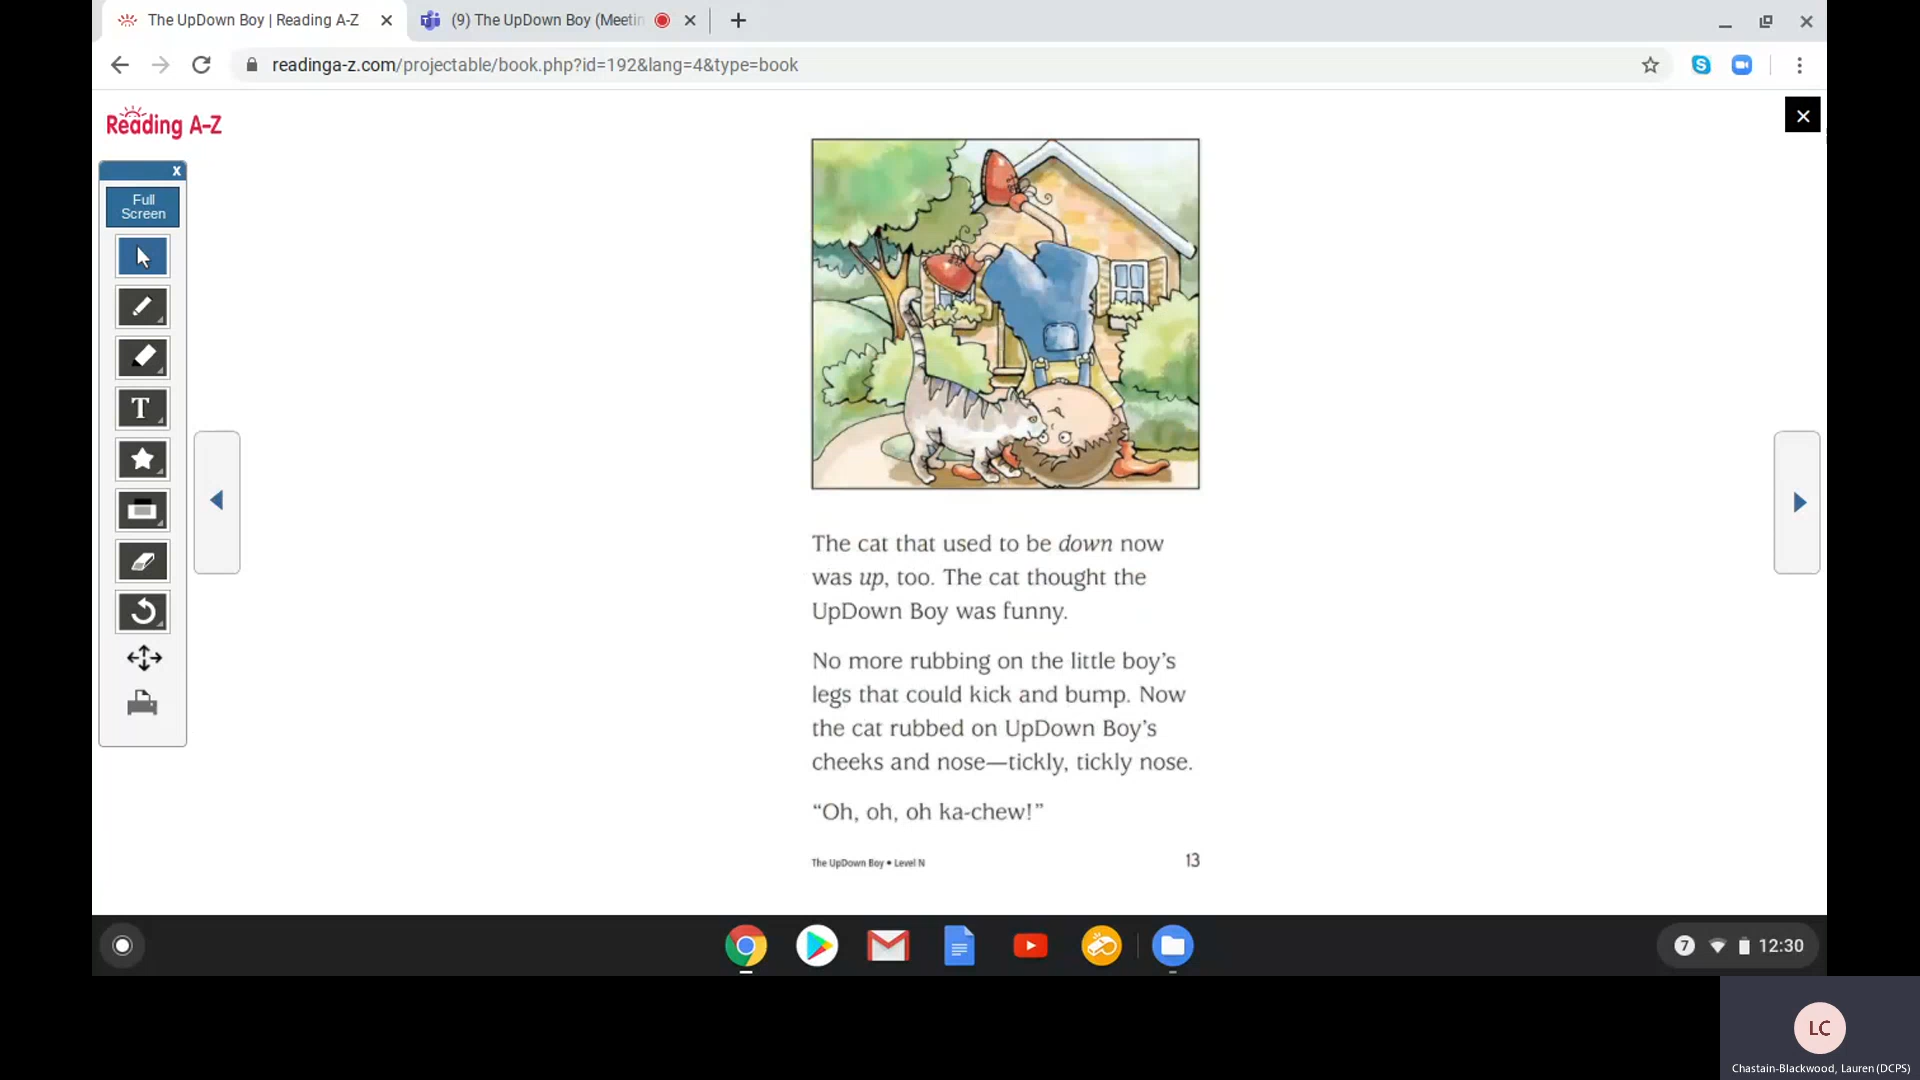 The UpDown Boy | Reading A-Z
(9) The UpDown Boy (Meetin
readinga-z.com/projectable/book.php?id=192&lang=4&type=book
Reading A-Z
x
Full
Screen
T
The cat that used to be down now
was up, too. The cat thought the
UpDown Boy was funny.
No more rubbing on the little boy's
legs that could kick and bump. Now
the cat rubbed on UpDown Boy's
cheeks and nose—tickly, tickly nose.
“Oh, oh, oh ka-chew!”
The UpDown Boy • Level N
13
7
12:30
LC
Chastain-Blackwood, Lauren (DCPS)